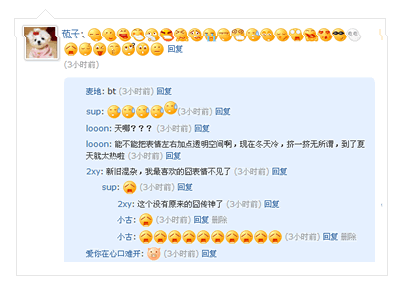 茄子:
回复
(3小时前)
麦地: bt (3小时前) 回复
sup: (3小时前) 回复
looon: 天哪？？？ (3小时前) 回复
looon: 能不能把表情左右加点透明空间啊，现在冬天冷，挤一挤无所谓，到了夏
天就太热啦 (3小时前) 回复
2xy: 新旧混杂，我最喜欢的囧表情不见了 (3小时前) 回复
sup: (3小时前) 回复
2xy: 这个没有原来的囧传神了 (3小时前) 回复
小古: (3小时前) 回复 删除
小古: (3小时前) 回复 删除
爱你在心口难开: (3小时前) 回复